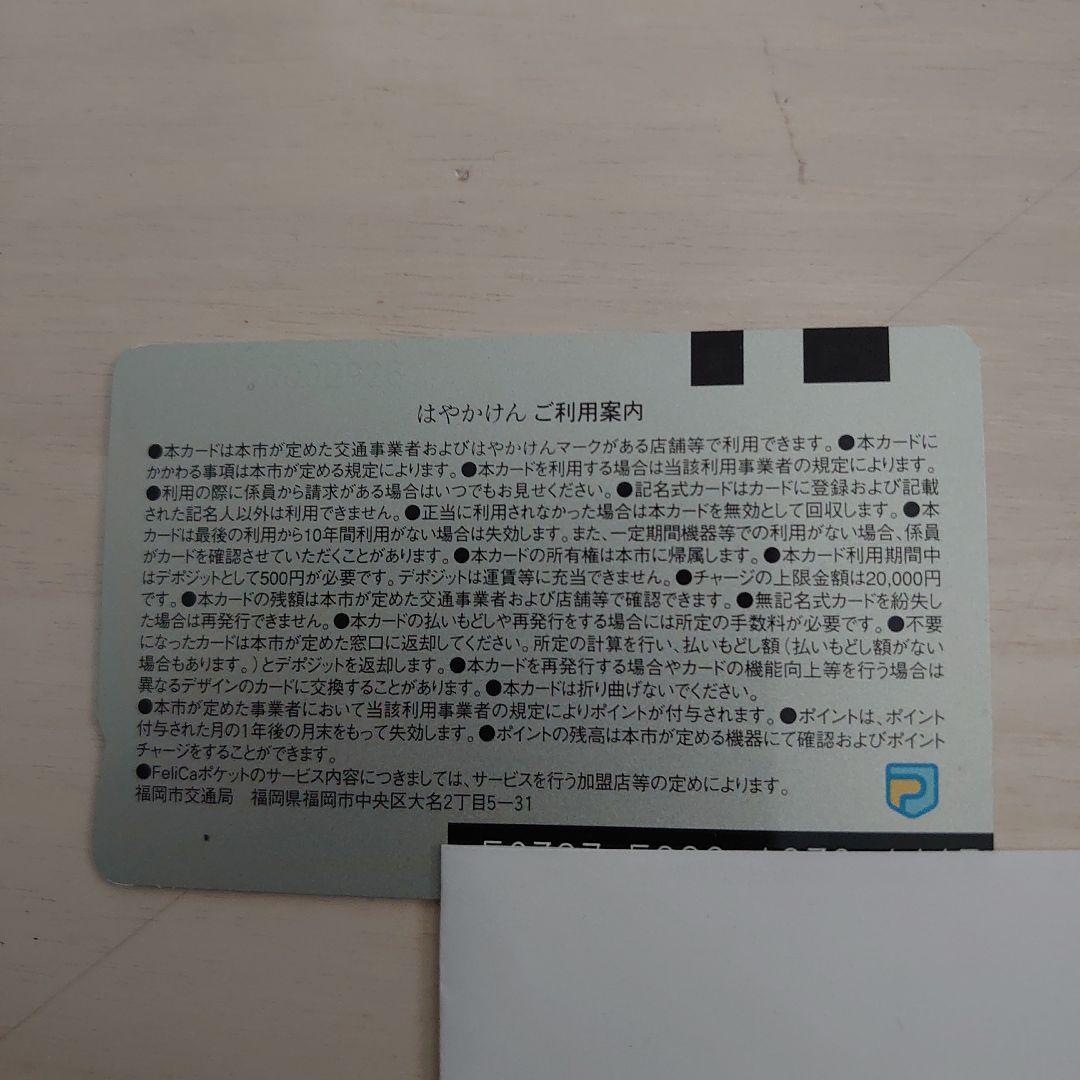 はやかけん ご利用案内
●本カードは本市が定めた交通事業者およびはやかけんマークがある店舗等で利用できます。●本カードに
かかわる事項は本市が定める規定によります。●本カードを利用する場合は当該利用事業者の規定によります。
●利用の際に係員から請求がある場合はいつでもお見せください。●記名式カードはカードに登録および記載
された記名人以外は利用できません。●正当に利用されなかった場合は本カードを無効として回収します。●本
カードは最後の利用から10年間利用がない場合は失効します。また、一定期間機器等での利用がない場合、係員
がカードを確認させていただくことがあります。●本カードの所有権は本市に帰属します。●本カード利用期間中
はデポジットとして500円が必要です。デポジットは運賃等に充当できません。●チャージの上限金額は20,000円
です。●本カードの残額は本市が定めた交通事業者および店舗等で確認できます。●無記名式カードを紛失し
た場合は再発行できません。●本カードの払いもどしや再発行をする場合には所定の手数料が必要です。●不要
になったカードは本市が定めた窓口に返却してください。所定の計算を行い、払いもどし額（払いもどし額がない
場合もあります。）とデポジットを返却します。●本カードを再発行する場合やカードの機能向上等を行う場合は
異なるデザインのカードに交換することがあります。●本カードは折り曲げないでください。
●本市が定めた事業者において当該利用事業者の規定によりポイントが付与されます。●ポイントは、ポイント
付与された月の1年後の月末をもって失効します。●ポイントの残高は本市が定める機器にて確認およびポイント
チャージをすることができます。
●FeliCaポケットのサービス内容につきましては、サービスを行う加盟店等の定めによります。
福岡市交通局　福岡県福岡市中央区大名2丁目5－31